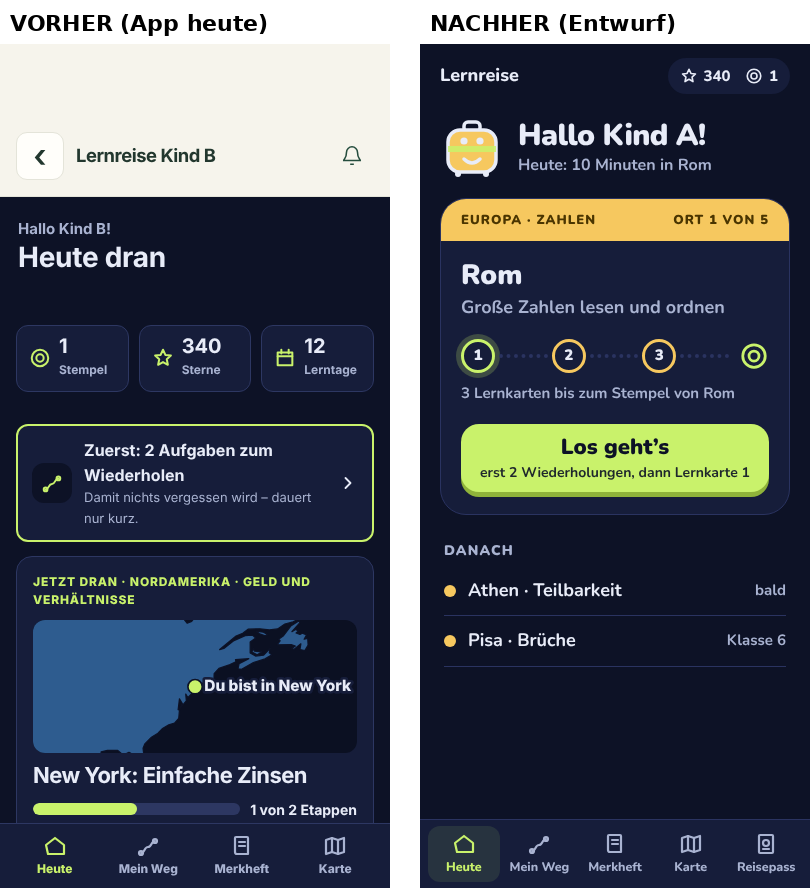 VORHER (App heute)
Lernreise Kind B
Hallo Kind B!
Heute dran
1
Stempel
340
Sterne
12
Lerntage
Zuerst: 2 Aufgaben zum
Wiederholen
Damit nichts vergessen wird – dauert
nur kurz.
JETZT DRAN · NORDAMERIKA · GELD UND
VERHÄLTNISSE
Du bist in New York
New York: Einfache Zinsen
1 von 2 Etappen
Heute
Mein Weg
Merkheft
Karte
NACHHER (Entwurf)
Lernreise
340
1
Hallo Kind A!
Heute: 10 Minuten in Rom
EUROPA · ZAHLEN
ORT 1 VON 5
Rom
Große Zahlen lesen und ordnen
1
2
3
3 Lernkarten bis zum Stempel von Rom
Los geht’s
erst 2 Wiederholungen, dann Lernkarte 1
DANACH
Athen · Teilbarkeit
bald
Pisa · Brüche
Klasse 6
Heute
Mein Weg
Merkheft
Karte
Reisepass